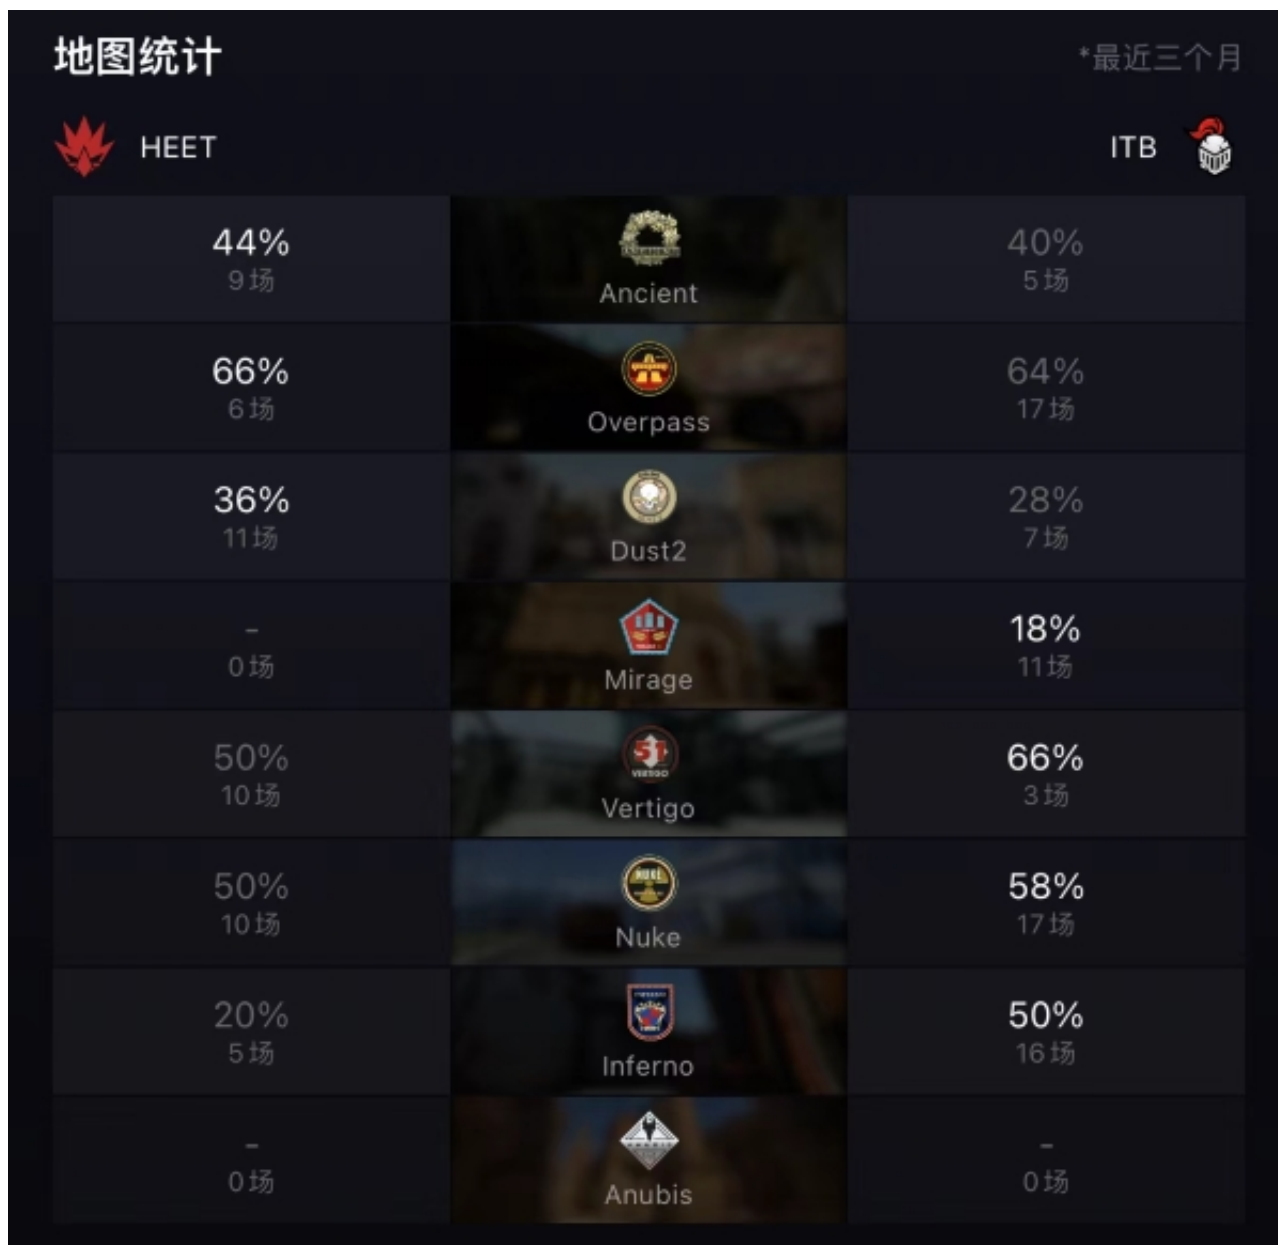 地图统计
*最近三个月
HEET
ITB
44%
9场
Ancient
40%
5场
66%
6场
Overpass
64%
17场
36%
11场
Dust2
28%
7场
-
0场
Mirage
18%
11场
50%
10场
51
VERTIGO
Vertigo
66%
3场
50%
10场
NUKE
Nuke
58%
17场
20%
5场
Inferno
50%
16场
-
0场
Anubis
-
0场